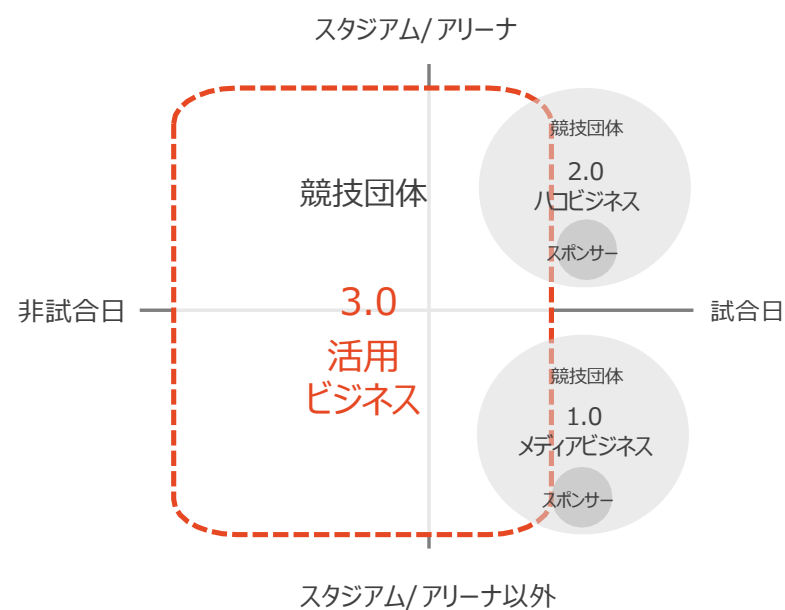 スタジアム/アリーナ
競技団体
2.0
ハコビジネス
スポンサー
競技団体
3.0
活用
ビジネス
非試合日
試合日
競技団体
1.0
メディアビジネス
スポンサー
スタジアム/アリーナ以外